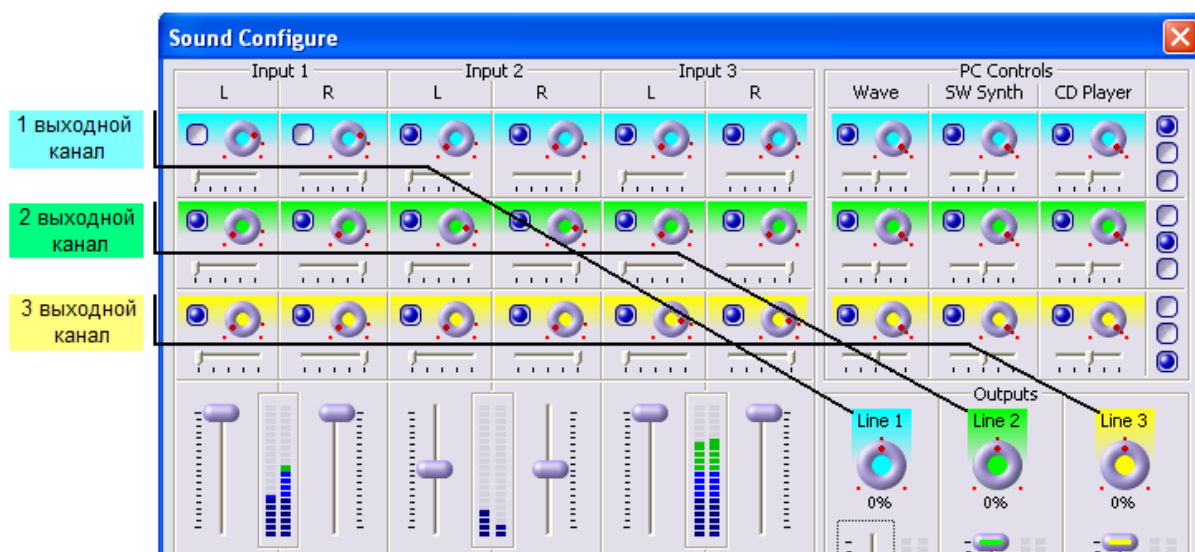 Sound Configure
Input 1 Input 2 Input 3 PC Controls
L R L R L R Wave SW Synth CD Player
1 выходной
канал
2 выходной
канал
3 выходной
канал
Outputs
Line 1 Line 2 Line 3
0% 0% 0%